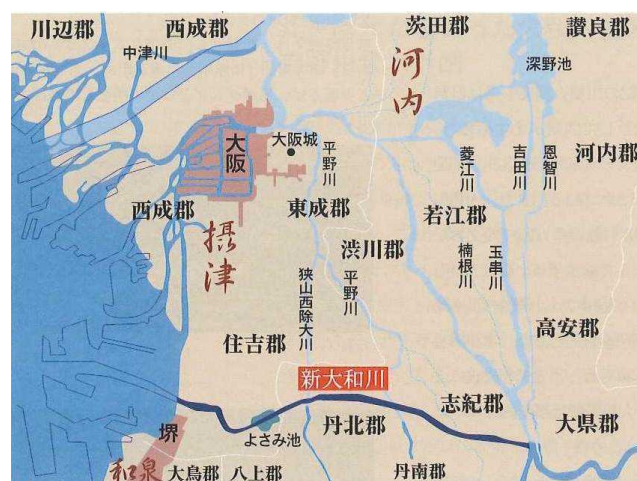 川辺郡
西成郡
茨田郡
讃良郡
中津川
河内
深野池
大阪
大阪城
平野川
菱江川
吉田川
恩智川
河内郡
西成郡
東成郡
若江郡
摂津
渋川郡
楠根川
玉串川
狭山西除大川
平野川
住吉郡
高安郡
新大和川
志紀郡
堺
よさみ池
丹北郡
大県郡
和泉
大鳥郡
八上郡
丹南郡